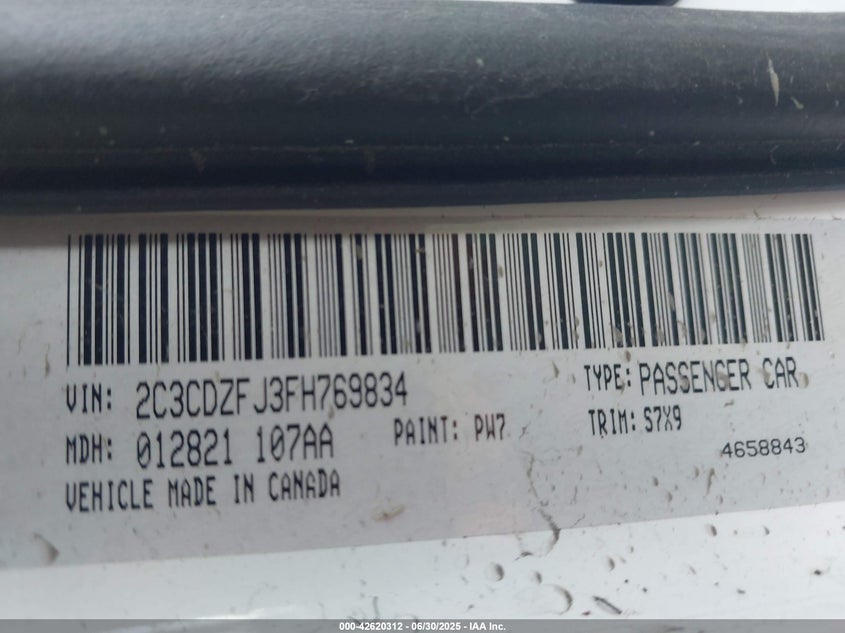 VIN: 2C3CDZFJ3FH769834 TYPE: PASSENGER CAR
MDH: 012821 107AA PAINT: PW7 TRIM: S7X9
VEHICLE MADE IN CANADA 4658843
000-42620312 - 06/30/2025 - IAA Inc.